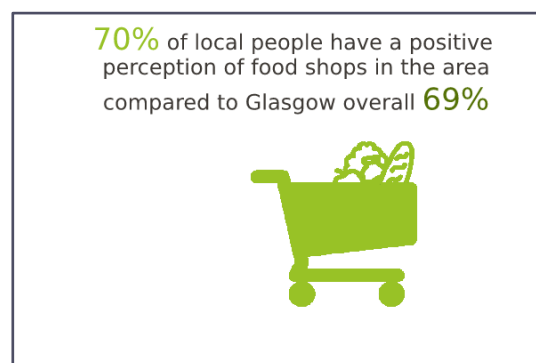 70% of local people have a positive
perception of food shops in the area
compared to Glasgow overall 69%